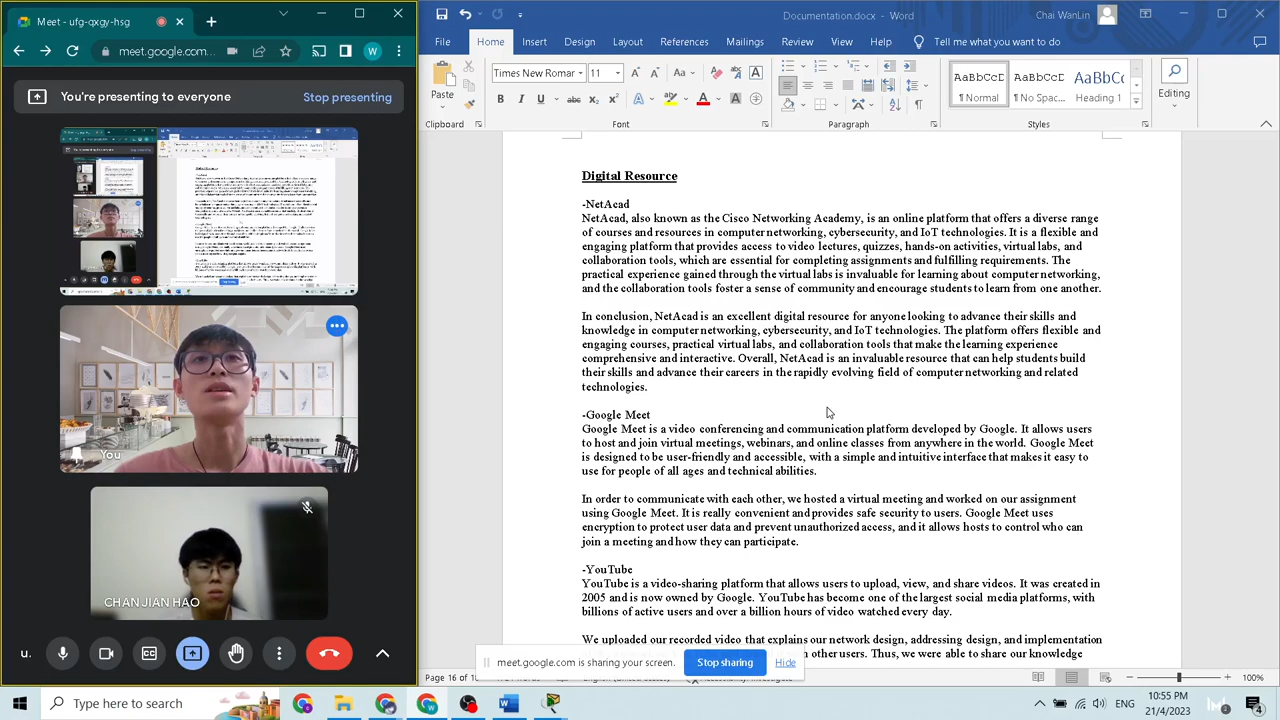 Meet - ufg-qxgy-hsg
meet.google.com...
W
You're presenting to everyone
Stop presenting
You
CHAN JIAN HAO
u.
Documentation.docx - Word
Chai WanLin
File
Home
Insert
Design
Layout
References
Mailings
Review
View
Help
Tell me what you want to do
Paste
Clipboard
Times New Romar
11
Font
Paragraph
AaBbCcD
¶ Normal
AaBbCcD
¶ No Spac...
AaBbC
Heading 1
Styles
Editing
Digital Resource
-NetAcad
NetAcad, also known as the Cisco Networking Academy, is an online platform that offers a diverse range
of courses and resources in computer networking, cybersecurity, and IoT technologies. It is a flexible and
engaging platform that provides access to video lectures, quizzes, hands-on activities, virtual labs, and
collaboration tools, which are essential for completing assignments and fulfilling requirements. The
practical experience gained through the virtual labs is invaluable for learning about computer networking,
and the collaboration tools foster a sense of community and encourage students to learn from one another.
In conclusion, NetAcad is an excellent digital resource for anyone looking to advance their skills and
knowledge in computer networking, cybersecurity, and IoT technologies. The platform offers flexible and
engaging courses, practical virtual labs, and collaboration tools that make the learning experience
comprehensive and interactive. Overall, NetAcad is an invaluable resource that can help students build
their skills and advance their careers in the rapidly evolving field of computer networking and related
technologies.
-Google Meet
Google Meet is a video conferencing and communication platform developed by Google. It allows users
to host and join virtual meetings, webinars, and online classes from anywhere in the world. Google Meet
is designed to be user-friendly and accessible, with a simple and intuitive interface that makes it easy to
use for people of all ages and technical abilities.
In order to communicate with each other, we hosted a virtual meeting and worked on our assignment
using Google Meet. It is really convenient and provides safe security to users. Google Meet uses
encryption to protect user data and prevent unauthorized access, and it allows hosts to control who can
join a meeting and how they can participate.
-YouTube
YouTube is a video-sharing platform that allows users to upload, view, and share videos. It was created in
2005 and is now owned by Google. YouTube has become one of the largest social media platforms, with
billions of active users and over a billion hours of video watched every day.
We uploaded our recorded video that explains our network design, addressing design, and implementation
other users. Thus, we were able to share our knowledge
meet.google.com is sharing your screen.
Stop sharing
Hide
Page 16 of
100%
Type here to search
ENG
10:55 PM
21/4/2023
4